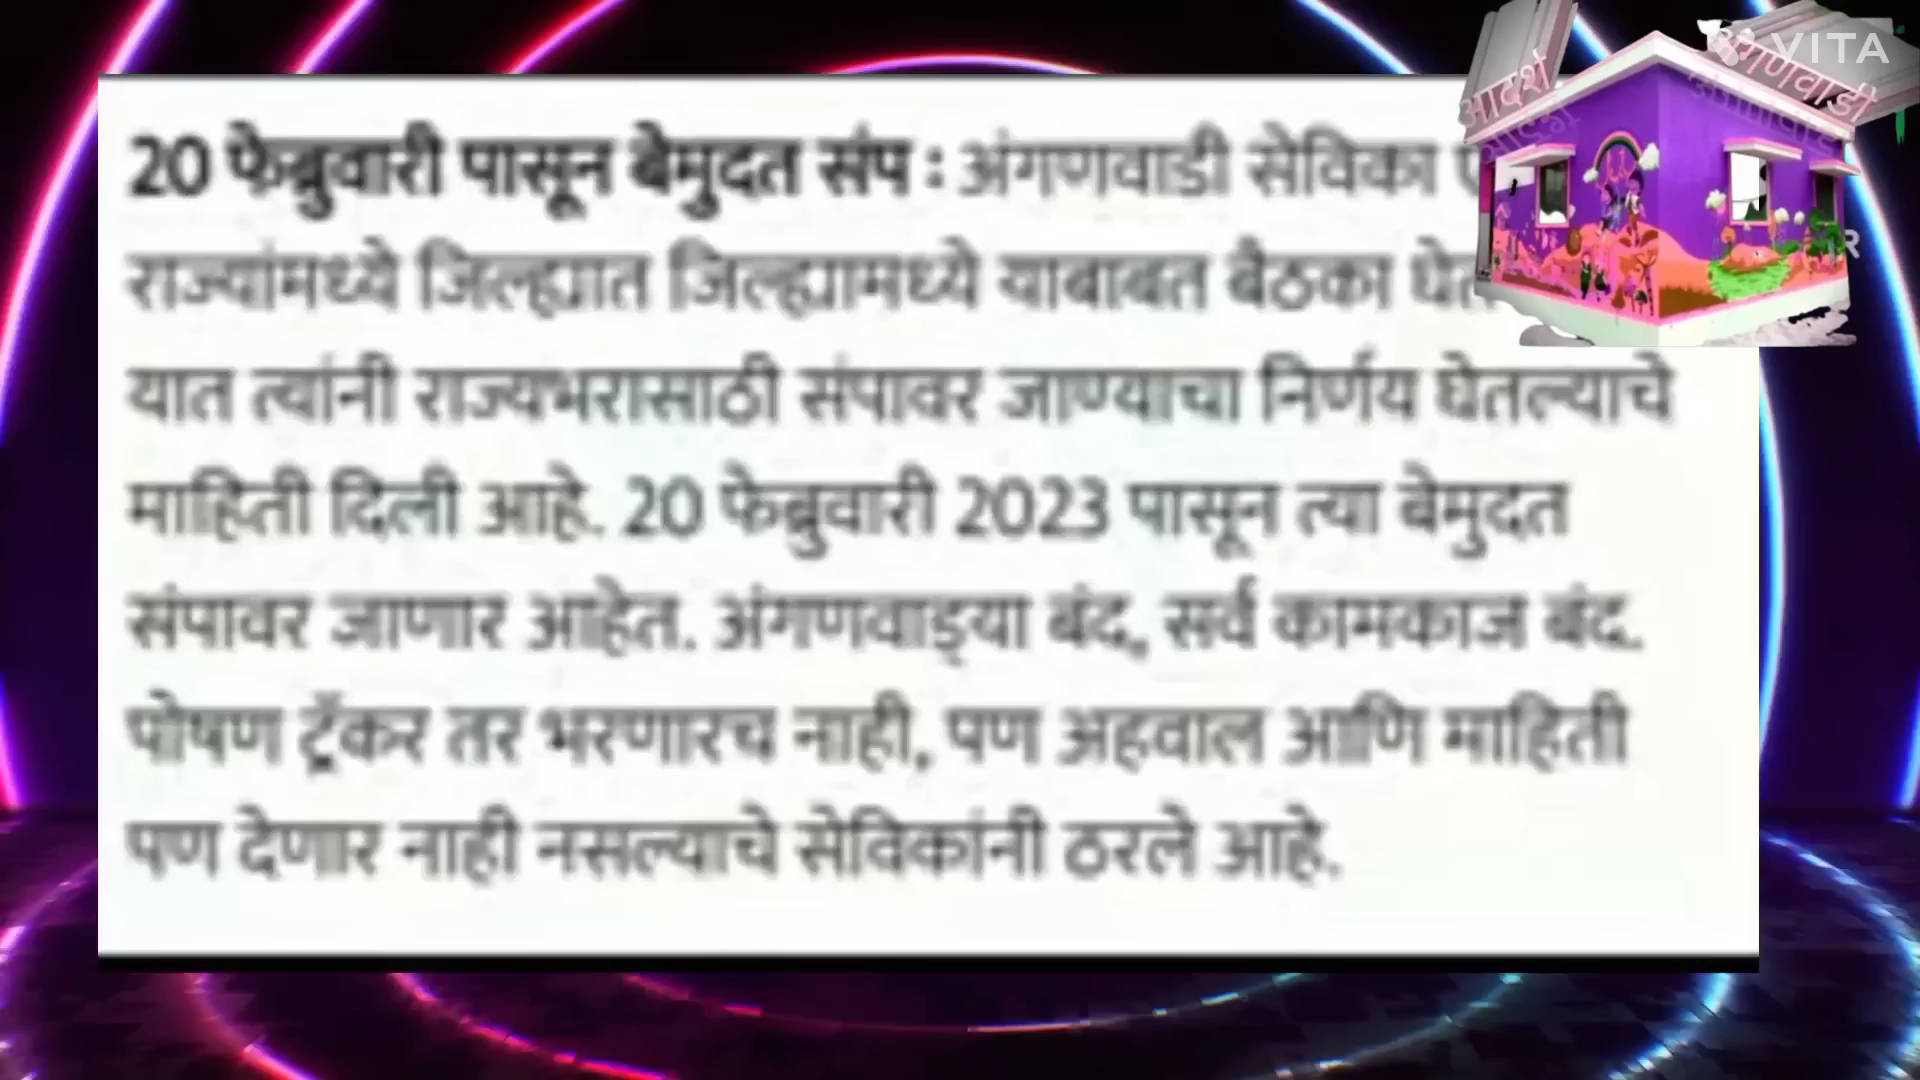 VITA
आदर्श
20 फेब्रुवारी पासून बेमुदत संप : अंगणवाडी सेविका
राज्यांमध्ये जिल्ह्यात जिल्ह्यामध्ये याबाबत बैठका
यात त्यांनी राज्यभरासाठी संपावर जाण्याचा निर्णय घेतल्याचे
माहिती दिली आहे. 20 फेब्रुवारी 2023 पासून त्या बेमुदत
संपावर जाणार आहेत. अंगणवाड्या बंद, सर्व कामकाज बंद.
पोषण ट्रॅकर तर भरणारच नाही, पण अहवाल आणि माहिती
पण देणार नाही नसल्याचे सेविकांनी ठरले आहे.